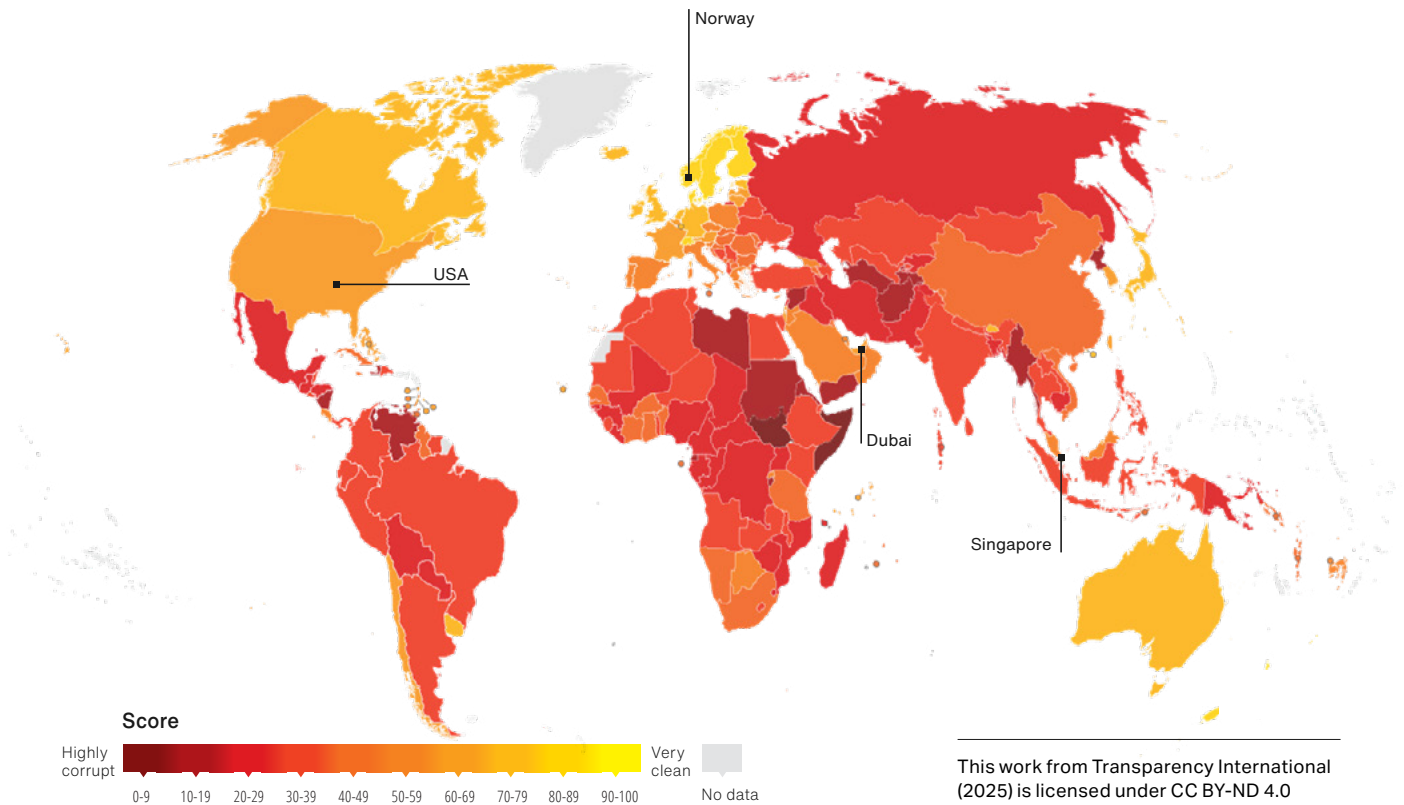 Norway
USA
Dubai
Singapore
Score
Highly
corrupt
Very
clean
0-9
10-19
20-29
30-39
40-49
50-59
60-69
70-79
80-89
90-100
No data
This work from Transparency International
(2025) is licensed under CC BY-ND 4.0